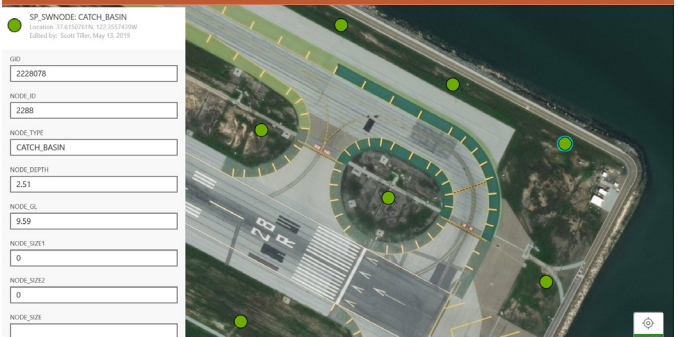 SP_SWNODE: CATCH_BASIN
Location 37.6150761N, 122.3557439W
Edited by: Scott Tiller, May 13, 2019
GID
2228078
NODE_ID
2288
NODE_TYPE
CATCH_BASIN
NODE_DEPTH
2.51
NODE_GL
9.59
NODE_SIZE1
0
NODE_SIZE2
0
NODE_SIZE
28
R